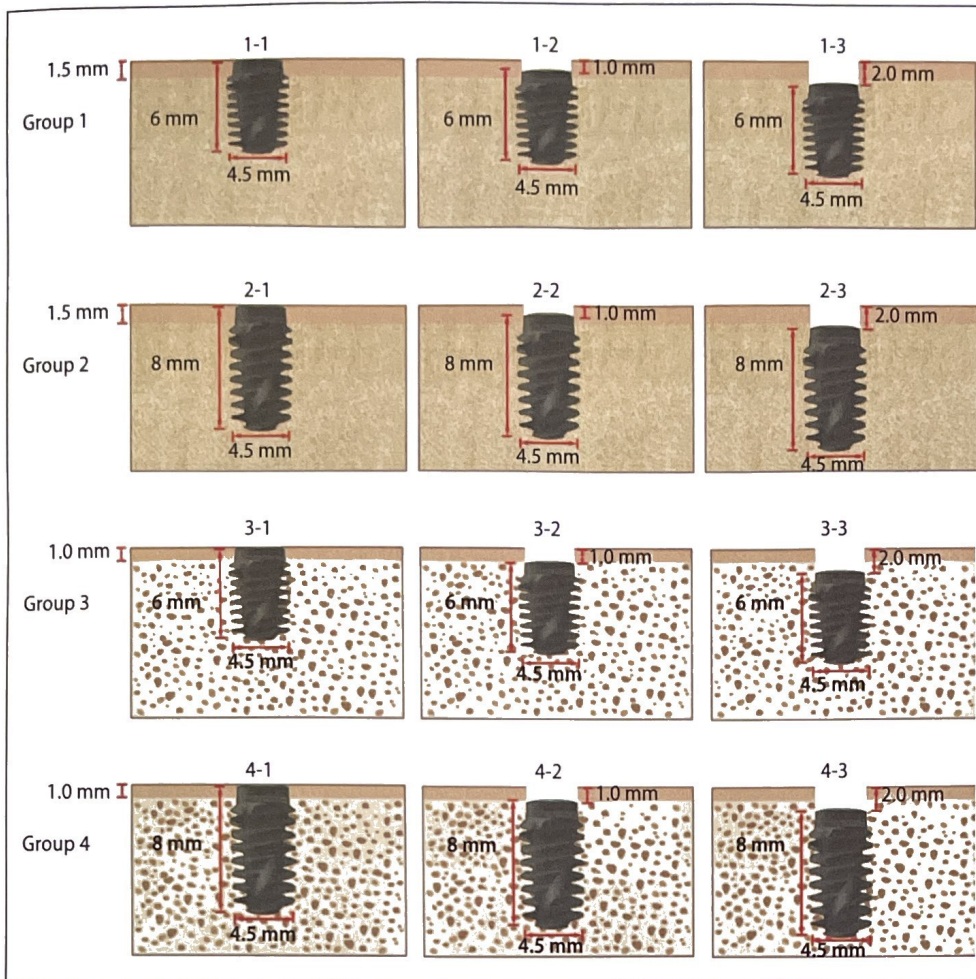 1-1 1-2 1-3
1.5 mm 1.0 mm 2.0 mm
Group 1 6 mm 6 mm 6 mm
4.5 mm 4.5 mm 4.5 mm
2-1 2-2 2-3
1.5 mm 1.0 mm 2.0 mm
Group 2 8 mm 8 mm 8 mm
4.5 mm 4.5 mm 4.5 mm
3-1 3-2 3-3
1.0 mm 1,0 mm 2.0 mm
Group 3 6 mm 6 mm 6 mm
4.5 mm 4.5 mm 4.5 mm
4-1 4-2 4-3
1.0 mm 1.0 mm 2.0 mm
Group 4 8 mm 8 mm 8 mm
4.5 mm 4.5 mm 4.5 mm